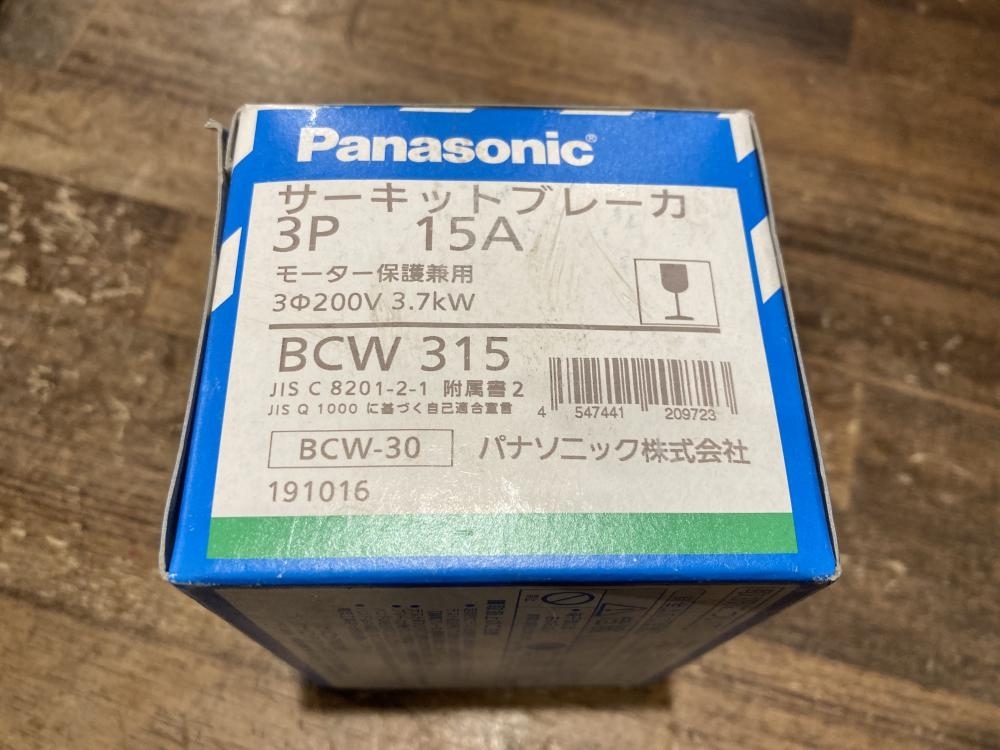 Panasonic®
サーキットブレーカ
3P 15A
モーター保護兼用
3Φ200V 3.7kW
BCW 315
JIS C 8201-2-1 附属書2
JIS Q 1000 に基づく自己適合宣言
4 547441 209723
BCW-30 パナソニック株式会社
191016